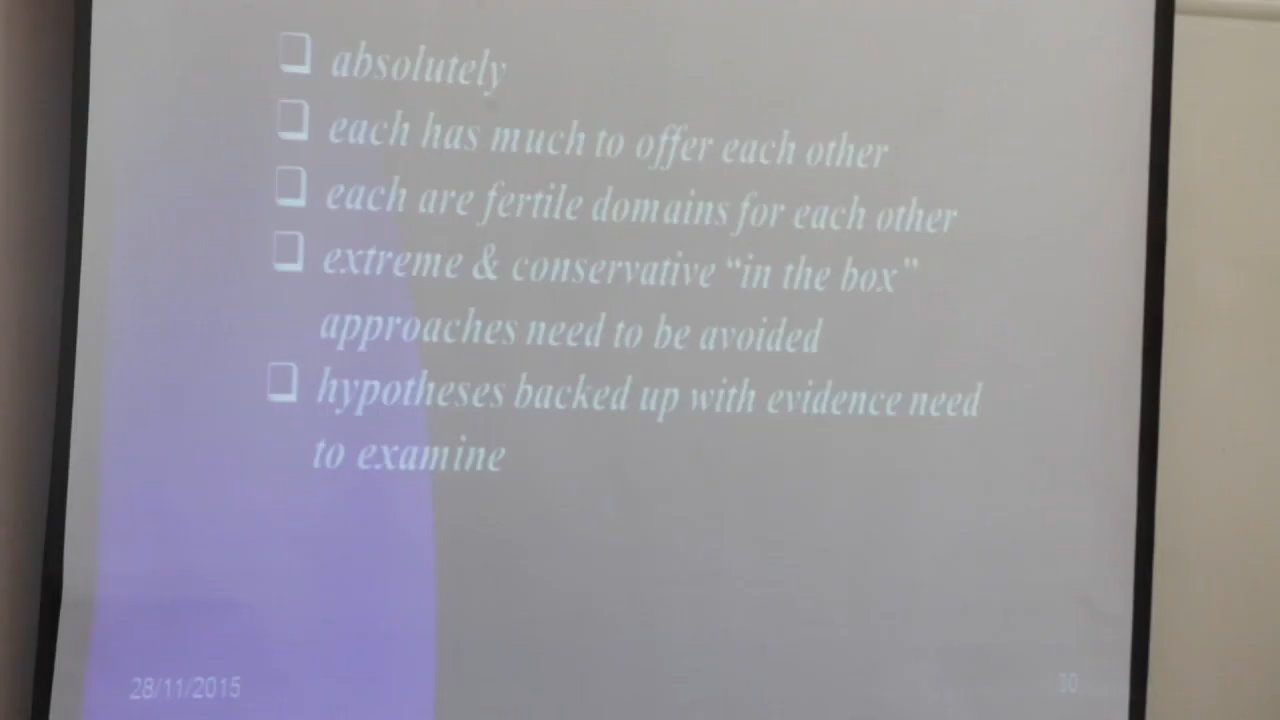 ❑ absolutely
❑ each has much to offer each other
❑ each are fertile domains for each other
❑ extreme & conservative “in the box”
approaches need to be avoided
❑ hypotheses backed up with evidence need
to examine
28/11/2015
30